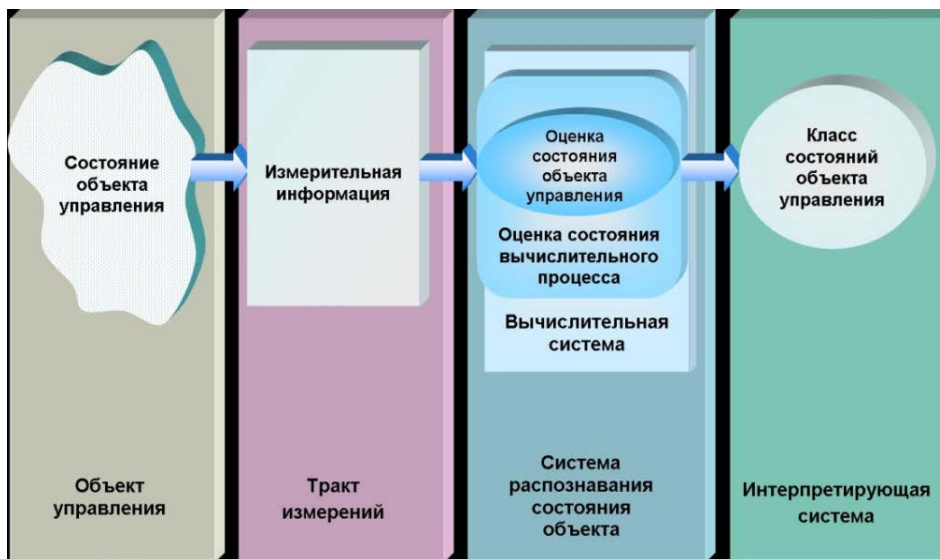 Состояние
объекта
управления
Измерительная
информация
Оценка
состояния
объекта
управления
Оценка состояния
вычислительного
процесса
Вычислительная
система
Класс
состояний
объекта
управления
Объект
управления
Тракт
измерений
Система
распознавания
состояния
объекта
Интерпретирующая
система